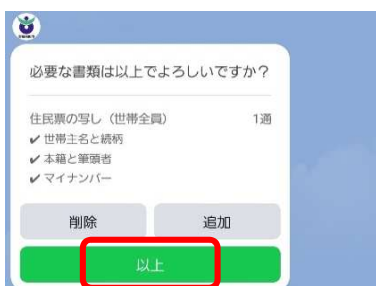 必要な書類は以上でよろしいですか?
住民票の写し（世帯全員） 1通
✔ 世帯主名と続柄
✔ 本籍と筆頭者
✔ マイナンバー
削除 追加
以上